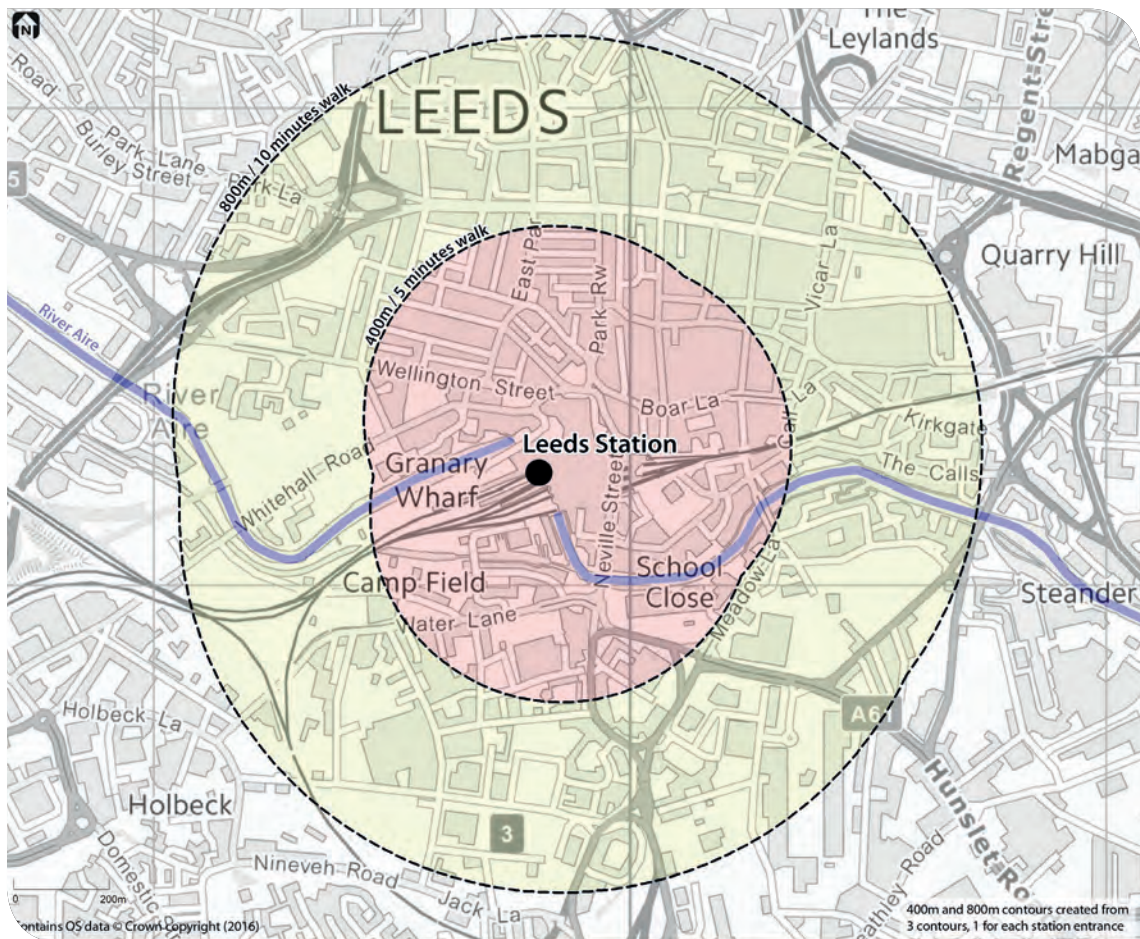 N
The
Leylands
Road
LEEDS
Regent Stre
800m / 10 minutes walk
Park Lane
Burley Street
Park La
Mabga
5
400m / 5 minutes walk
East Par
Park Rw
Vicar La
Quarry Hill
River Aire
Wellington Street
River
Aire
Boar La
Call La
Kirkgate
Leeds Station
Granary
Wharf
The Calls
Whitehall Road
Neville Street
School
Close
Camp Field
Meadow La
Steander
Water Lane
Holbeck La
A61
Holbeck
Hunslet Ro
3
Domestic
Nineveh Road
Jack La
0
200m
ontains OS data © Crown copyright (2016)
eathley Road
400m and 800m contours created from
3 contours, 1 for each station entrance